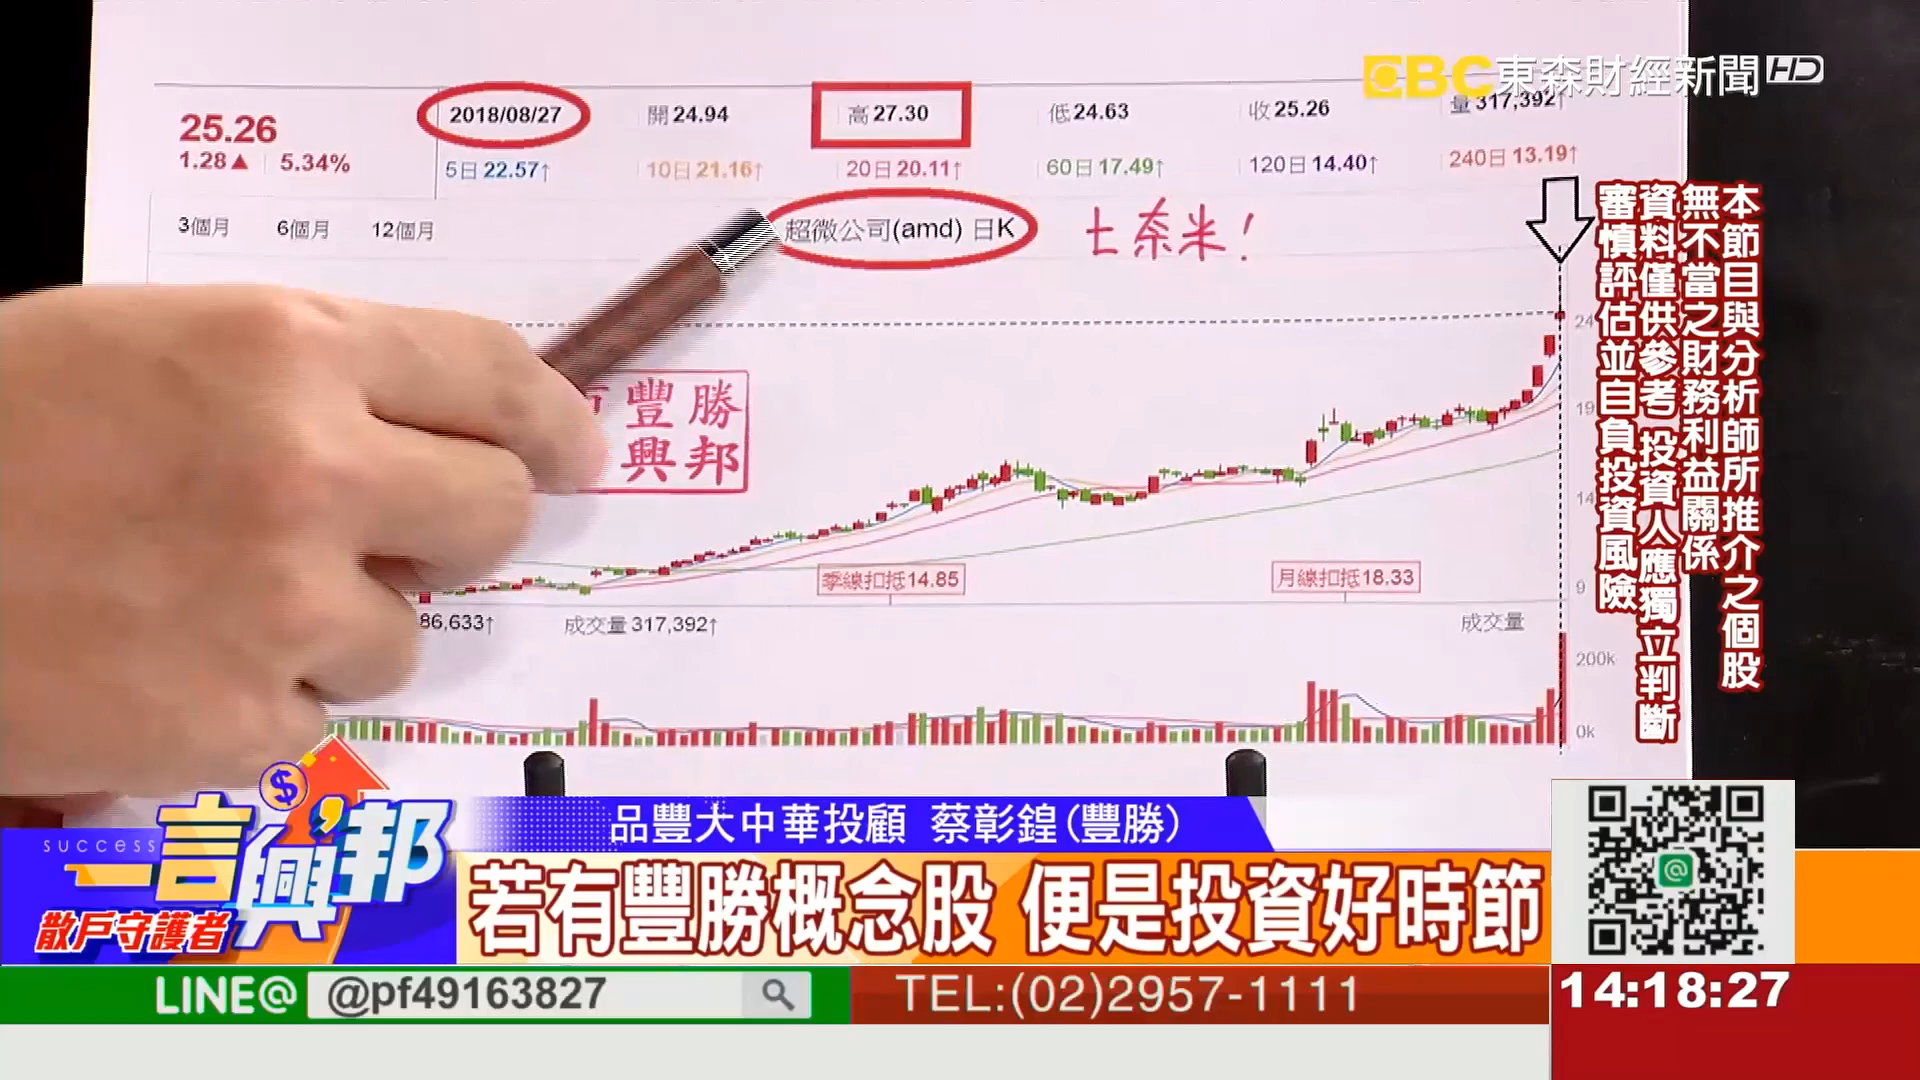 EBC 東森財經新聞 HD
25.26
1.28▲ 5.34%
2018/08/27 開24.94 高27.30 低24.63 收25.26 量317,392↑
5日22.57↑ 10日21.16↑ 20日20.11↑ 60日17.49↑ 120日14.40↑ 240日13.19↑
3個月 6個月 12個月
超微公司(amd) 日K
七奈米!
本節目與分析師所推介之個股
無不當之財務利益關係
資料僅供參考 投資人應獨立判斷
審慎評估並自負投資風險
24
19
14
9
豐勝
興邦
季線扣抵14.85
月線扣抵18.33
86,633↑ 成交量317,392↑ 成交量
200k
0k
$
success
一言興邦
散戶守護者
品豐大中華投顧 蔡彰鍠(豐勝)
若有豐勝概念股 便是投資好時節
LINE@ @pf49163827 TEL:(02)2957-1111
14:18:27